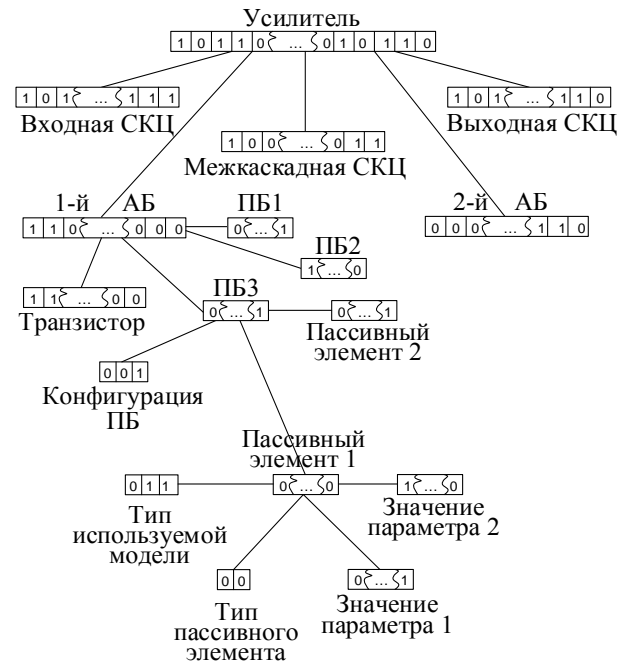 Усилитель
1 0 1 1 0 ... 0 1 0 1 1 0
1 0 1 ... 1 1 1
1 0 1 ... 1 1 0
Входная СКЦ
Выходная СКЦ
1 0 0 ... 0 1 1
Межкаскадная СКЦ
1-й АБ
ПБ1
2-й АБ
1 1 0 ... 0 0 0
0 ... 1
0 0 0 ... 1 1 0
ПБ2
1 ... 0
1 1 ... 0 0
Транзистор
ПБ3
0 ... 1
0 ... 1
Пассивный
элемент 2
0 0 1
Конфигурация
ПБ
Пассивный
элемент 1
0 1 1
0 ... 0
1 ... 0
Тип
используемой
модели
Значение
параметра 2
0 0
0 ... 1
Тип
пассивного
элемента
Значение
параметра 1